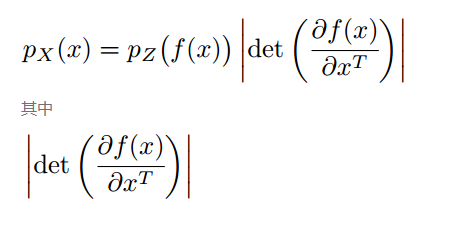 p_X(x) = p_Z(f(x)) |det(∂f(x)/∂x^T)|
其中
|det(∂f(x)/∂x^T)|